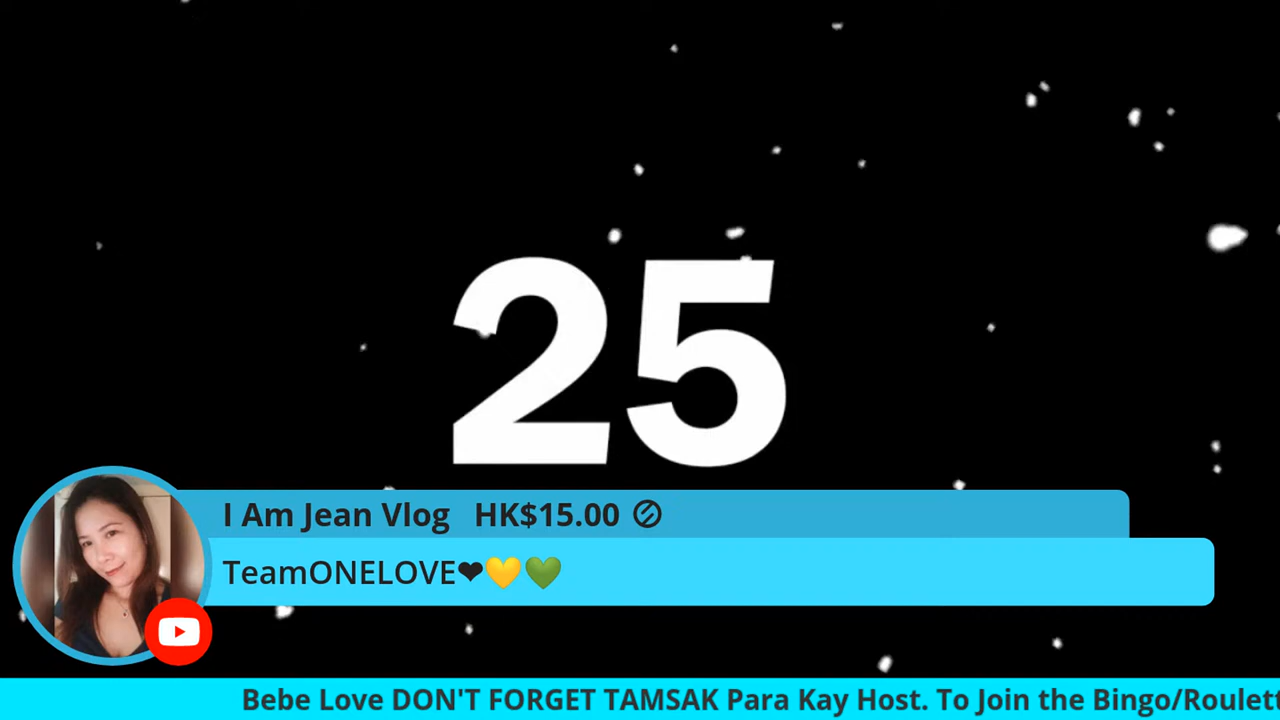 25
I Am Jean Vlog HK$15.00
TeamONELOVE❤💛💚
Bebe Love DON'T FORGET TAMSAK Para Kay Host. To Join the Bingo/Roulett